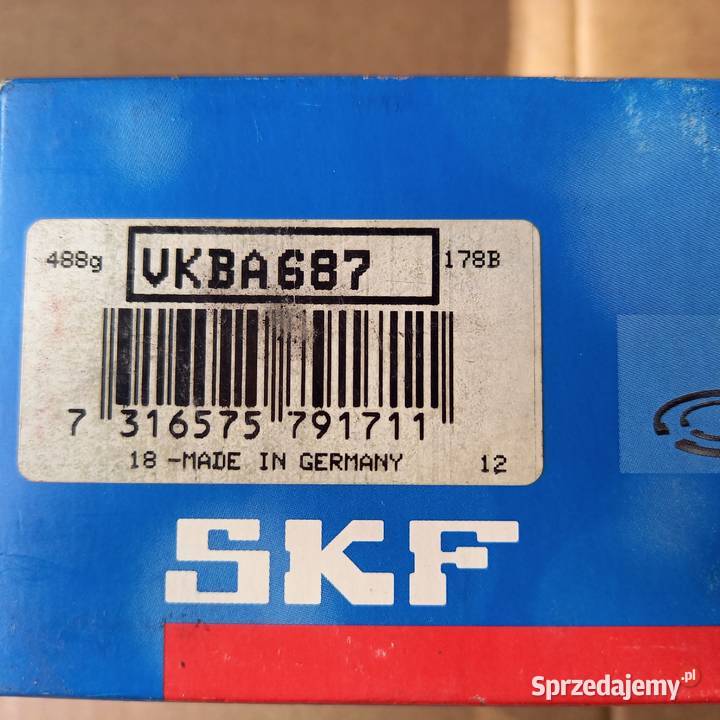 488g VKBA687 178B
7 316575 791711
18 -MADE IN GERMANY 12
SKF
Sprzedajemy.pl